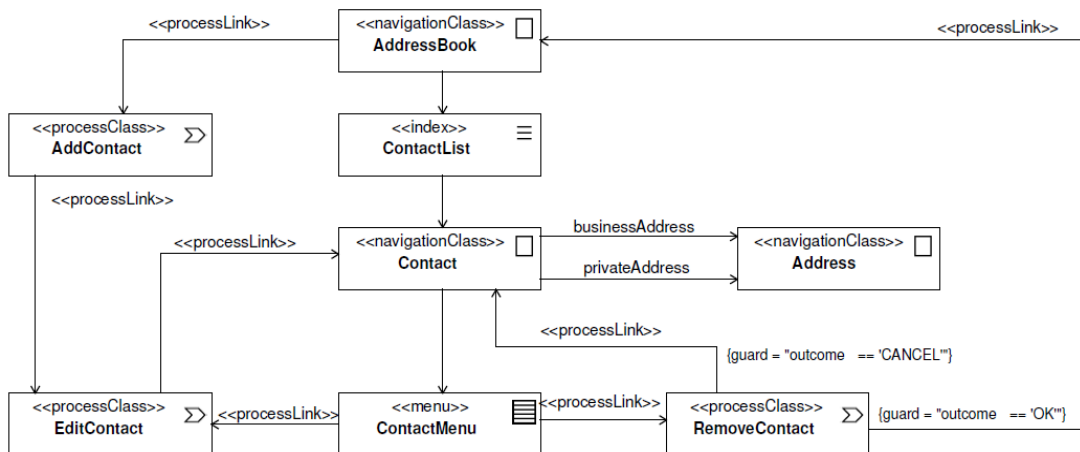 <<processLink>>
<<navigationClass>>
AddressBook
<<processLink>>
<<processClass>>
AddContact
<<index>>
ContactList
<<processLink>>
<<processLink>>
<<navigationClass>>
Contact
businessAddress
privateAddress
<<navigationClass>>
Address
<<processLink>>
{guard = "outcome == 'CANCEL'"}
<<processClass>>
EditContact
<<processLink>>
<<menu>>
ContactMenu
<<processLink>>
<<processClass>>
RemoveContact
{guard = "outcome == 'OK'"}